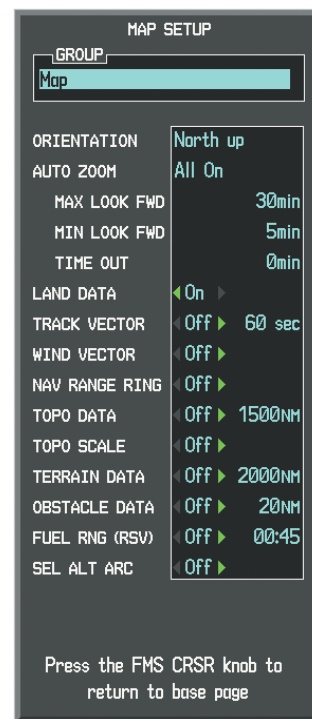 MAP SETUP
GROUP
Map
ORIENTATION North up
AUTO ZOOM All On
MAX LOOK FWD 30min
MIN LOOK FWD 5min
TIME OUT 0min
LAND DATA On
TRACK VECTOR Off 60 sec
WIND VECTOR Off
NAV RANGE RING Off
TOPO DATA Off 1500NM
TOPO SCALE Off
TERRAIN DATA Off 2000NM
OBSTACLE DATA Off 20NM
FUEL RNG (RSV) Off 00:45
SEL ALT ARC Off
Press the FMS CRSR knob to
return to base page